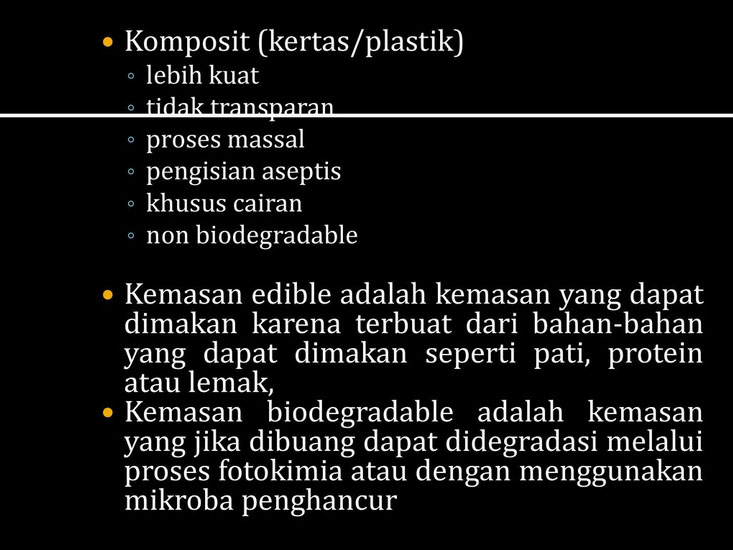 • Komposit (kertas/plastik)
◦ lebih kuat
◦ tidak transparan
◦ proses massal
◦ pengisian aseptis
◦ khusus cairan
◦ non biodegradable
• Kemasan edible adalah kemasan yang dapat
dimakan karena terbuat dari bahan-bahan
yang dapat dimakan seperti pati, protein
atau lemak,
• Kemasan biodegradable adalah kemasan
yang jika dibuang dapat didegradasi melalui
proses fotokimia atau dengan menggunakan
mikroba penghancur